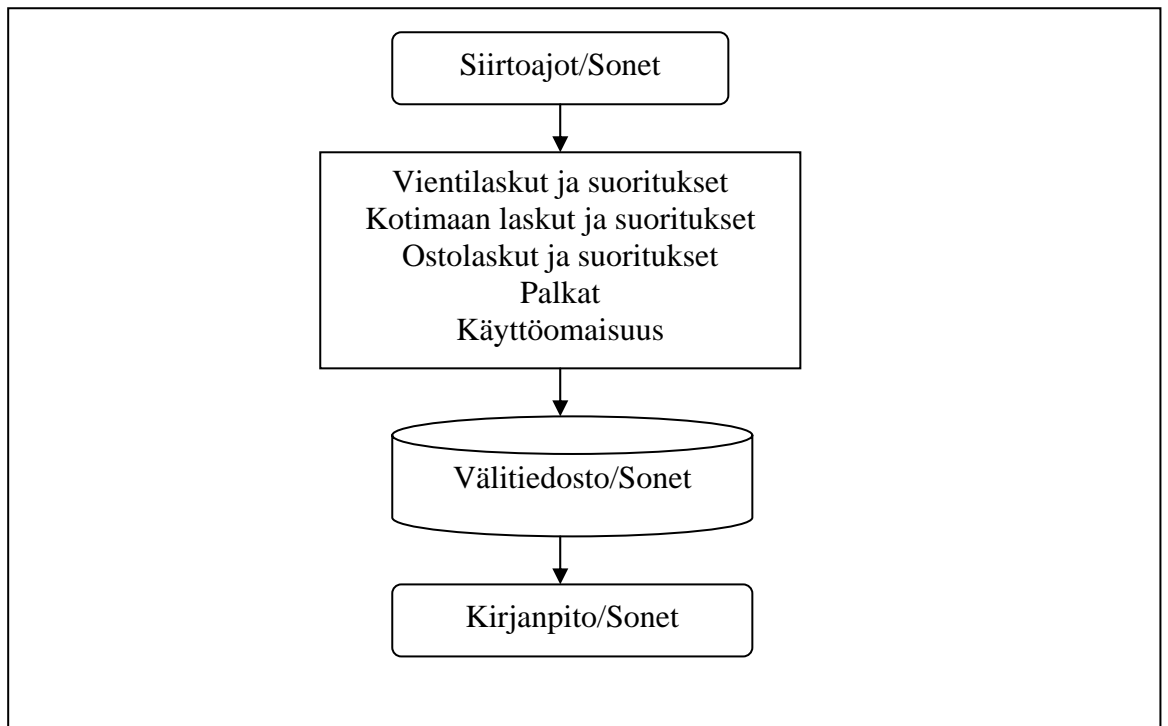 Siirtoajot/Sonet
Vientilaskut ja suoritukset
Kotimaan laskut ja suoritukset
Ostolaskut ja suoritukset
Palkat
Käyttöomaisuus
Välitiedosto/Sonet
Kirjanpito/Sonet